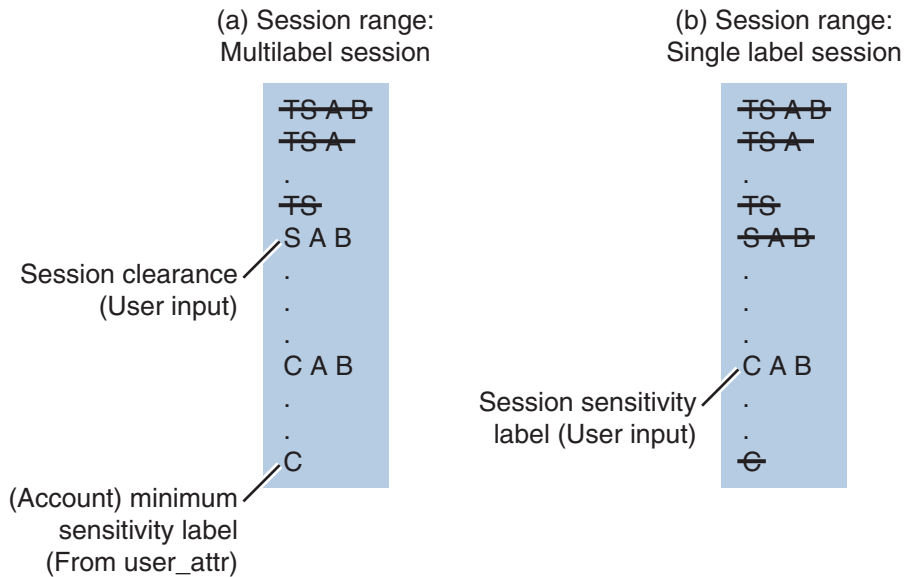 (a) Session range:
Multilabel session
TS A B
TS A
.
TS
S A B
Session clearance
(User input)
.
.
.
C A B
.
.
C
(Account) minimum
sensitivity label
(From user_attr)
(b) Session range:
Single label session
TS A B
TS A
.
TS
S A B
.
.
.
C A B
Session sensitivity
label (User input)
.
.
C